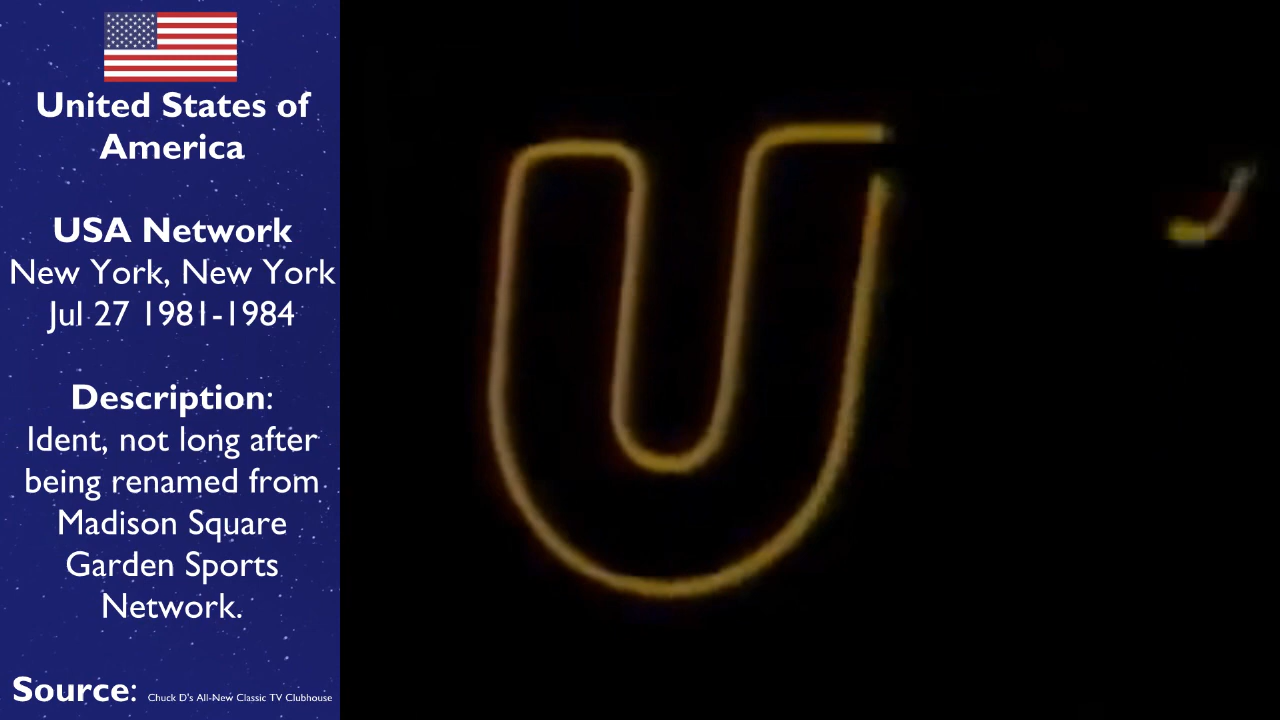 United States of
America
USA Network
New York, New York
Jul 27 1981-1984
Description:
Ident, not long after
being renamed from
Madison Square
Garden Sports
Network.
Source: Chuck D's All-New Classic TV Clubhouse
U